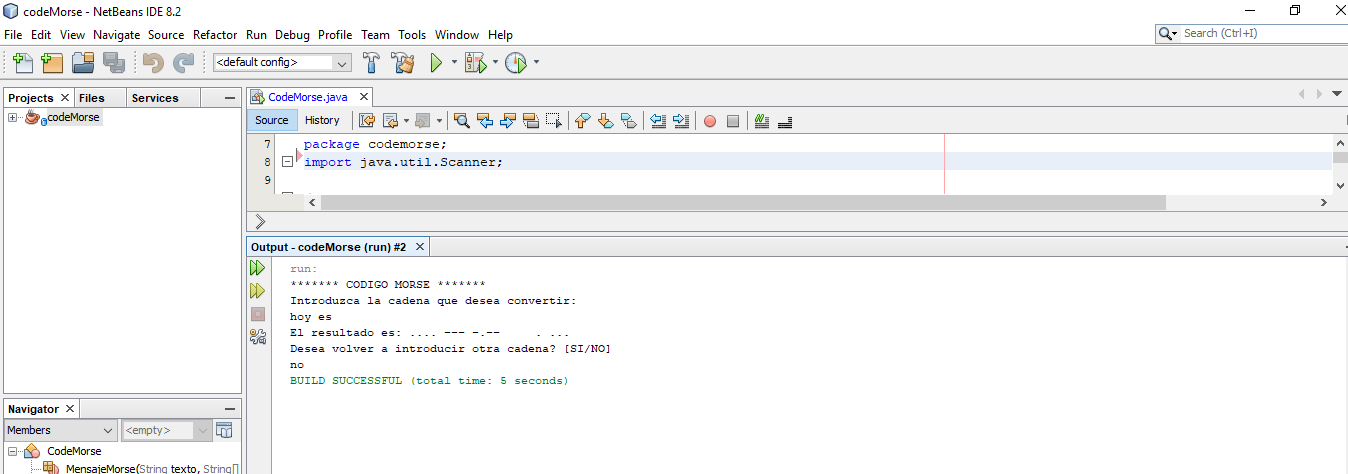 codeMorse - NetBeans IDE 8.2
File Edit View Navigate Source Refactor Run Debug Profile Team Tools Window Help
Search (Ctrl+I)
<default config>
Projects Files Services
codeMorse
CodeMorse.java
Source History
7 package codemorse;
8 import java.util.Scanner;
9
Output - codeMorse (run) #2
run:
******* CODIGO MORSE *******
Introduzca la cadena que desea convertir:
hoy es
El resultado es: .... --- -.--     . ...
Desea volver a introducir otra cadena? [SI/NO]
no
BUILD SUCCESSFUL (total time: 5 seconds)
Navigator
Members <empty>
CodeMorse
MensajeMorse(String texto, String[]